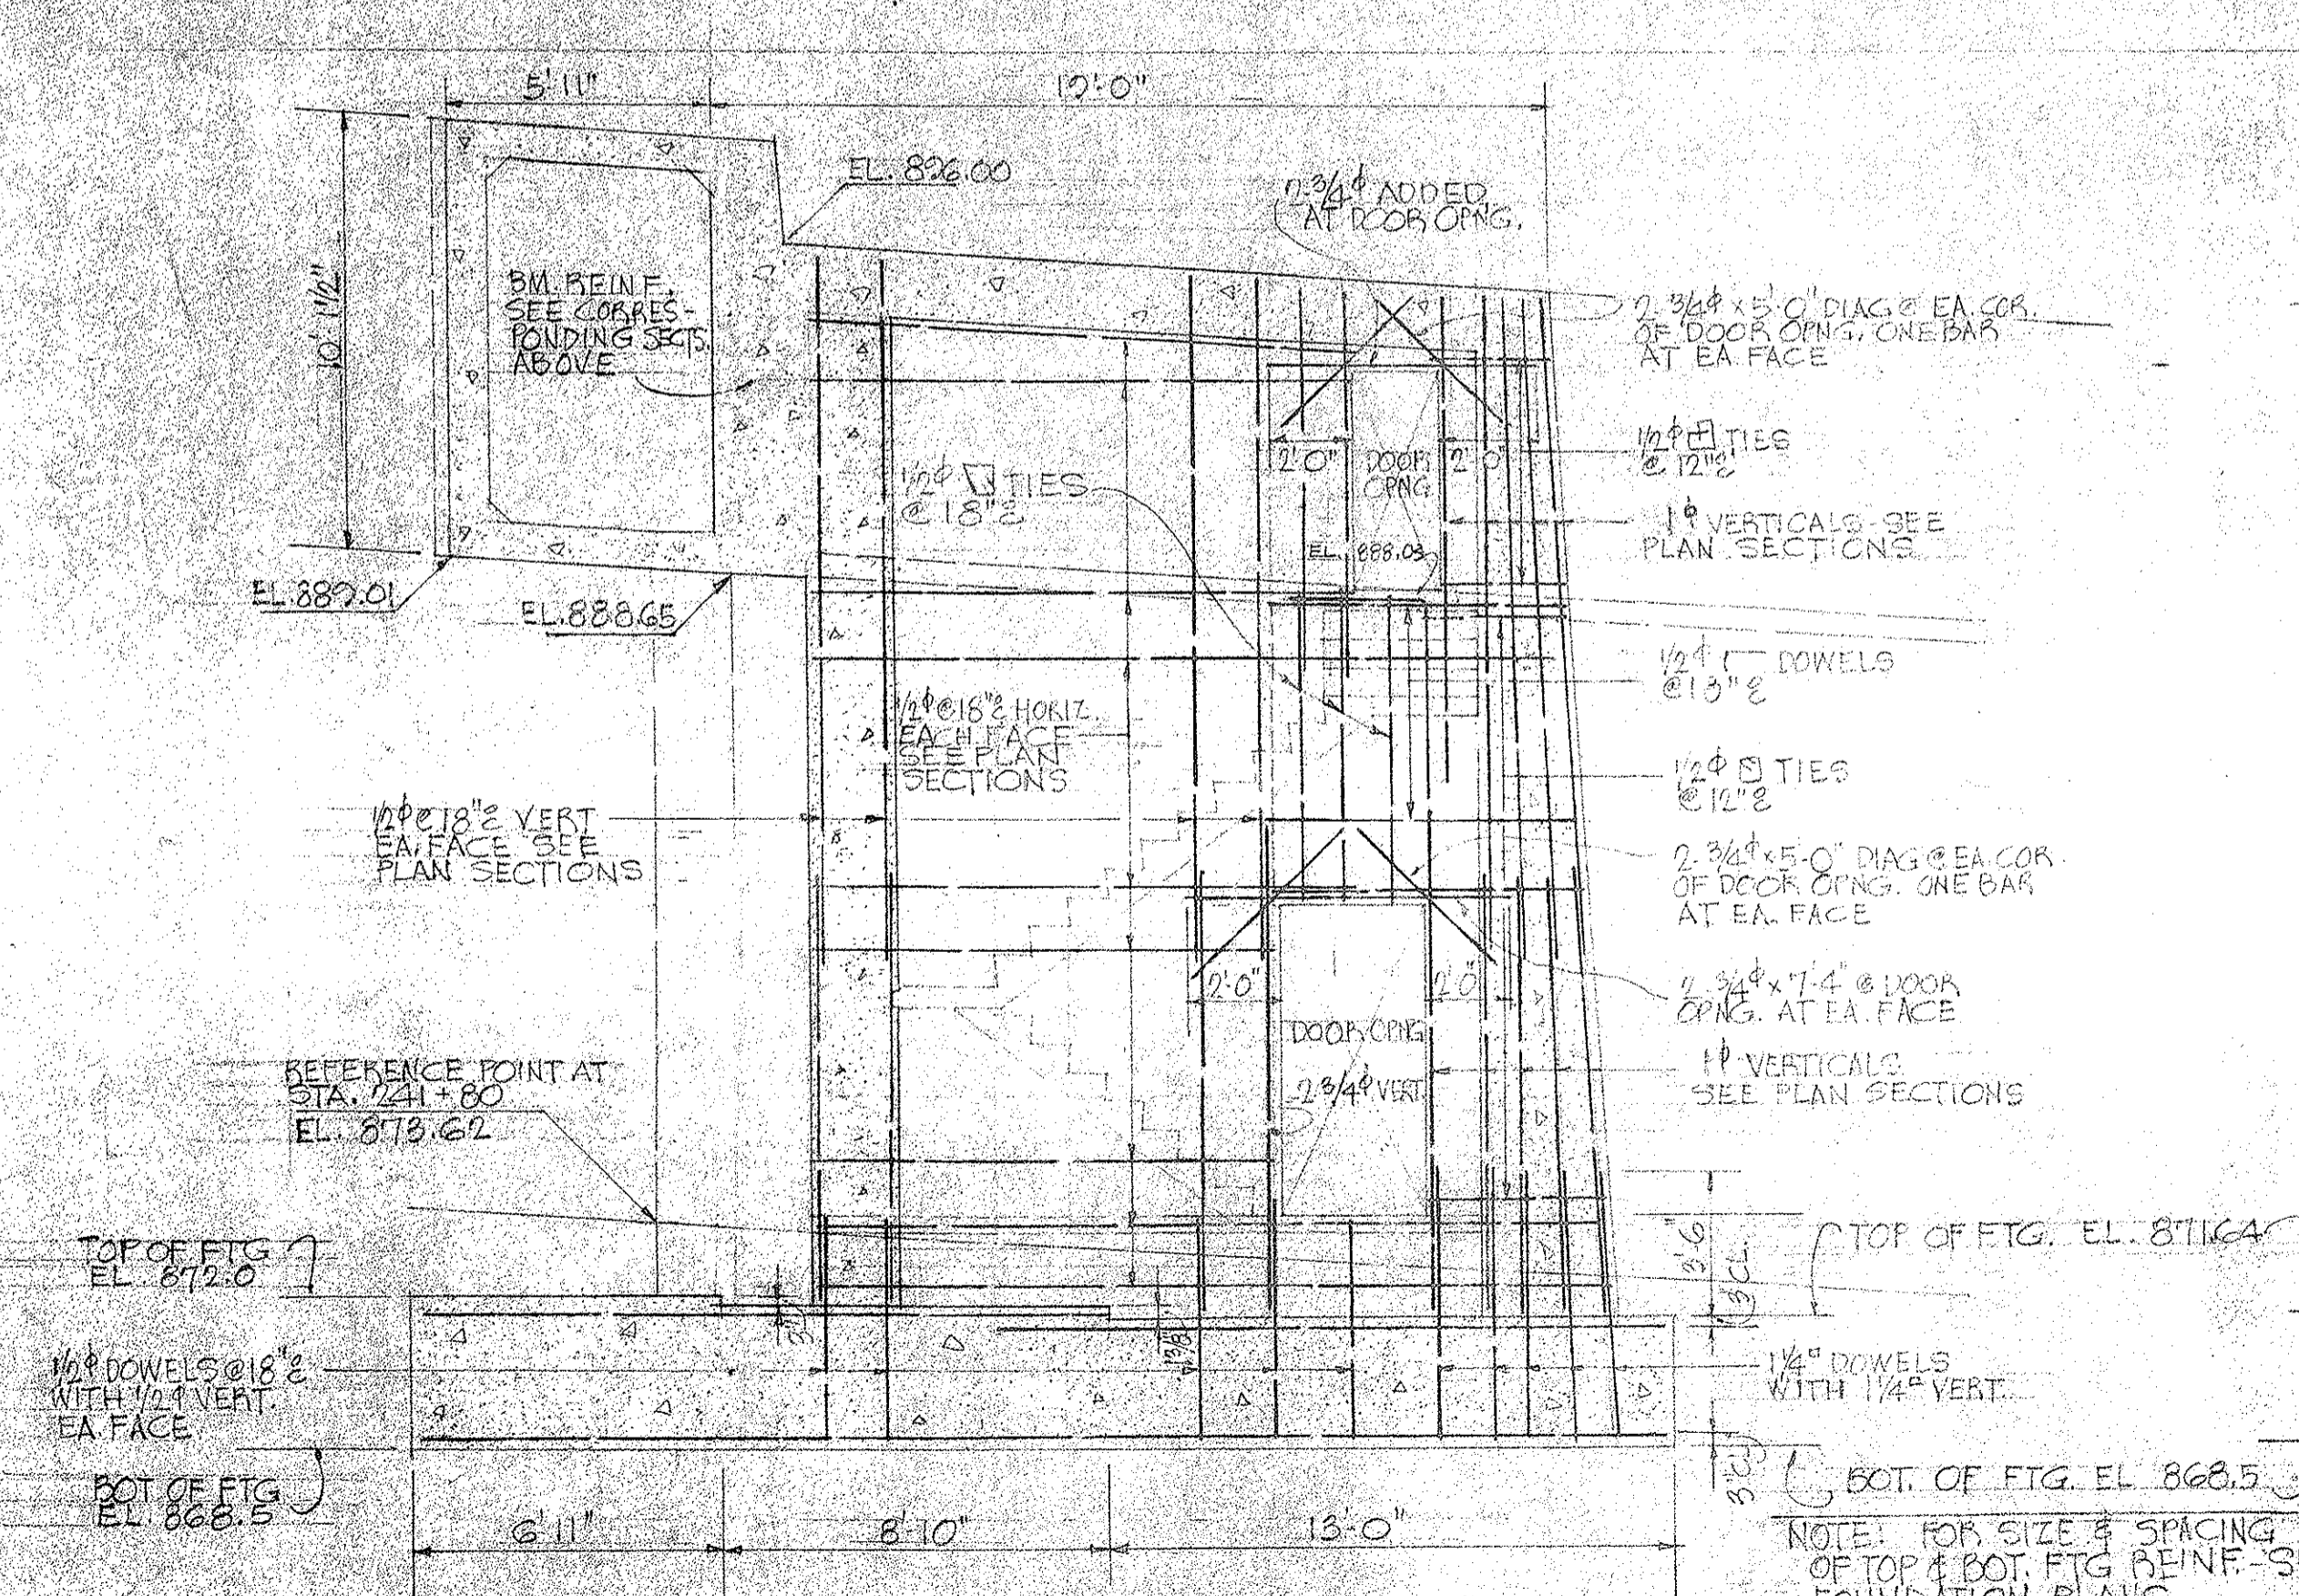 5'11"
19'-0"
EL. 896.00
2-3/4φ ADDED
AT DOOR OPNG.
10'-1 1/2"
BM. REINF.
SEE CORRES-
PONDING SECTS.
ABOVE
2-3/4φ x 5'-0" DIAG @ EA. COR.
OF DOOR OPNG. ONE BAR
AT EA. FACE
1/2φ TIES
@ 12"
1/2φ TIES
@ 18"
2'-0"
DOOR
OPNG
2'-0"
1φ VERTICALS-SEE
PLAN SECTIONS
EL. 888.03
EL. 889.01
EL. 888.65
1/2φ DOWELS
@ 18"
1/2φ @ 18" HORIZ.
EACH FACE
SEE PLAN
SECTIONS
1/2φ TIES
@ 12"
1/2φ @ 18" VERT
EA. FACE SEE
PLAN SECTIONS
2-3/4φ x 5'-0" DIAG @ EA. COR.
OF DOOR OPNG. ONE BAR
AT EA. FACE
2'-0"
2'-0"
2-3/4φ x 7'-4" @ DOOR
OPNG. AT EA. FACE
DOOR OPNG
2-3/4φ VERT
1φ VERTICALS
SEE PLAN SECTIONS
REFERENCE POINT AT
STA. 241+80
EL. 873.62
TOP OF FTG
EL. 872.0
3'-6"
3" CL.
TOP OF FTG. EL. 871.64
1/2φ DOWELS @ 18"
WITH 1/2φ VERT.
EA. FACE
1 1/4" DOWELS
WITH 1 1/4" VERT.
BOT OF FTG
EL. 868.5
3" CL.
BOT. OF FTG. EL 868.5
6'11"
8'-10"
13'-0"
NOTE: FOR SIZE & SPACING
OF TOP & BOT. FTG REINF.-S
FOUNDATION PLANS